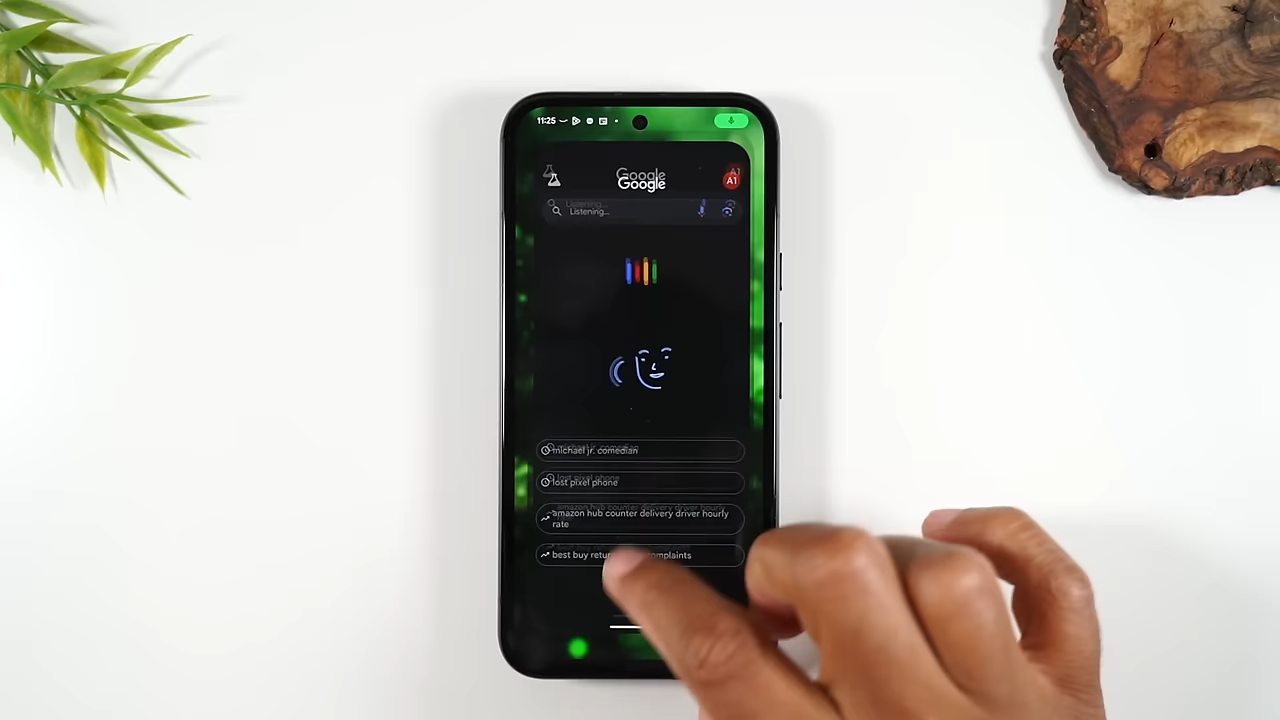 11:25
Google
A1
Listening...
michael jr. comedian
lost pixel phone
amazon hub counter delivery driver hourly
rate
best buy complaints